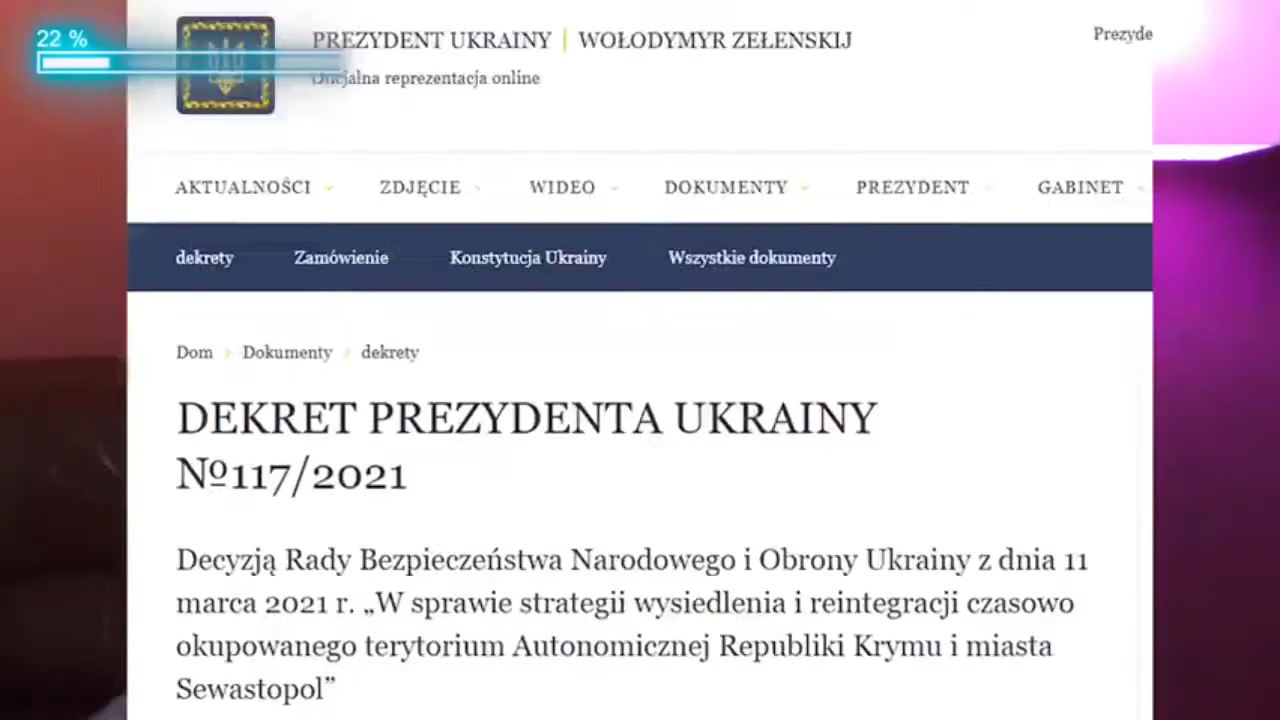 22 %
PREZYDENT UKRAINY | WOŁODYMYR ZEŁENSKIJ
Prezyde
Oficjalna reprezentacja online
AKTUALNOŚCI ZDJĘCIE WIDEO DOKUMENTY PREZYDENT GABINET
dekrety Zamówienie Konstytucja Ukrainy Wszystkie dokumenty
Dom Dokumenty dekrety
DEKRET PREZYDENTA UKRAINY
№117/2021
Decyzją Rady Bezpieczeństwa Narodowego i Obrony Ukrainy z dnia 11
marca 2021 r. „W sprawie strategii wysiedlenia i reintegracji czasowo
okupowanego terytorium Autonomicznej Republiki Krymu i miasta
Sewastopol”